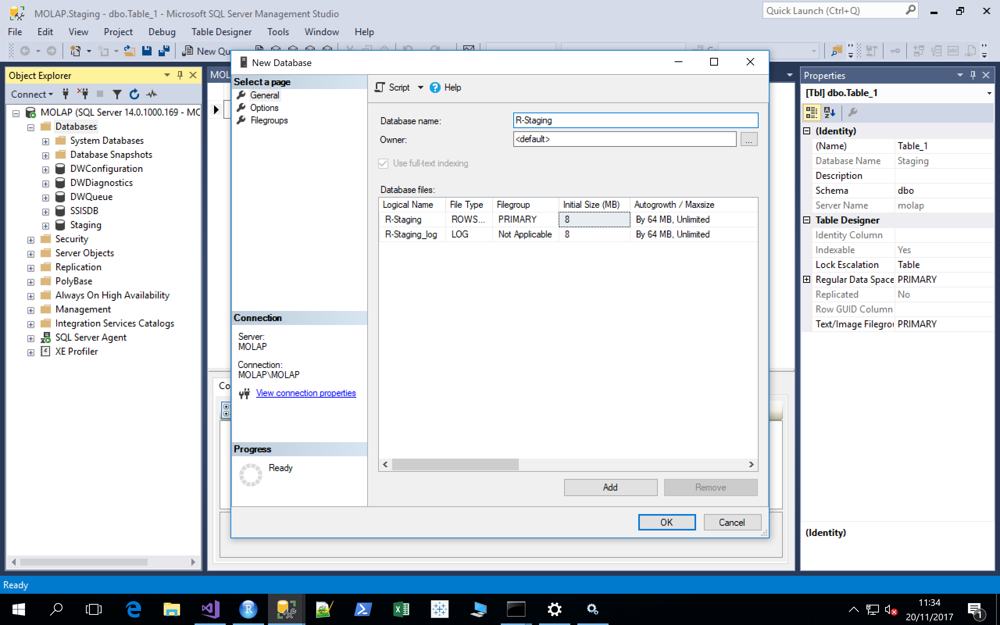 MOLAP.Staging - dbo.Table_1 - Microsoft SQL Server Management Studio
Quick Launch (Ctrl+Q)
File Edit View Project Debug Table Designer Tools Window Help
New Qu
Object Explorer
Connect
MOLAP (SQL Server 14.0.1000.169 - MO
Databases
System Databases
Database Snapshots
DWConfiguration
DWDiagnostics
DWQueue
SSISDB
Staging
Security
Server Objects
Replication
PolyBase
Always On High Availability
Management
Integration Services Catalogs
SQL Server Agent
XE Profiler
MOL
Co
New Database
Select a page
General
Options
Filegroups
Connection
Server:
MOLAP
Connection:
MOLAP\MOLAP
View connection properties
Progress
Ready
Script Help
Database name: R-Staging
Owner: <default> ...
Use full-text indexing
Database files:
Logical Name File Type Filegroup Initial Size (MB) Autogrowth / Maxsize
R-Staging ROWS... PRIMARY 8 By 64 MB, Unlimited
R-Staging_log LOG Not Applicable 8 By 64 MB, Unlimited
Add Remove
OK Cancel
Properties
[Tbl] dbo.Table_1
(Identity)
(Name) Table_1
Database Name Staging
Description
Schema dbo
Server Name molap
Table Designer
Identity Column
Indexable Yes
Lock Escalation Table
Regular Data Space PRIMARY
Replicated No
Row GUID Column
Text/Image Filegrou PRIMARY
(Identity)
Ready
11:34
20/11/2017
1